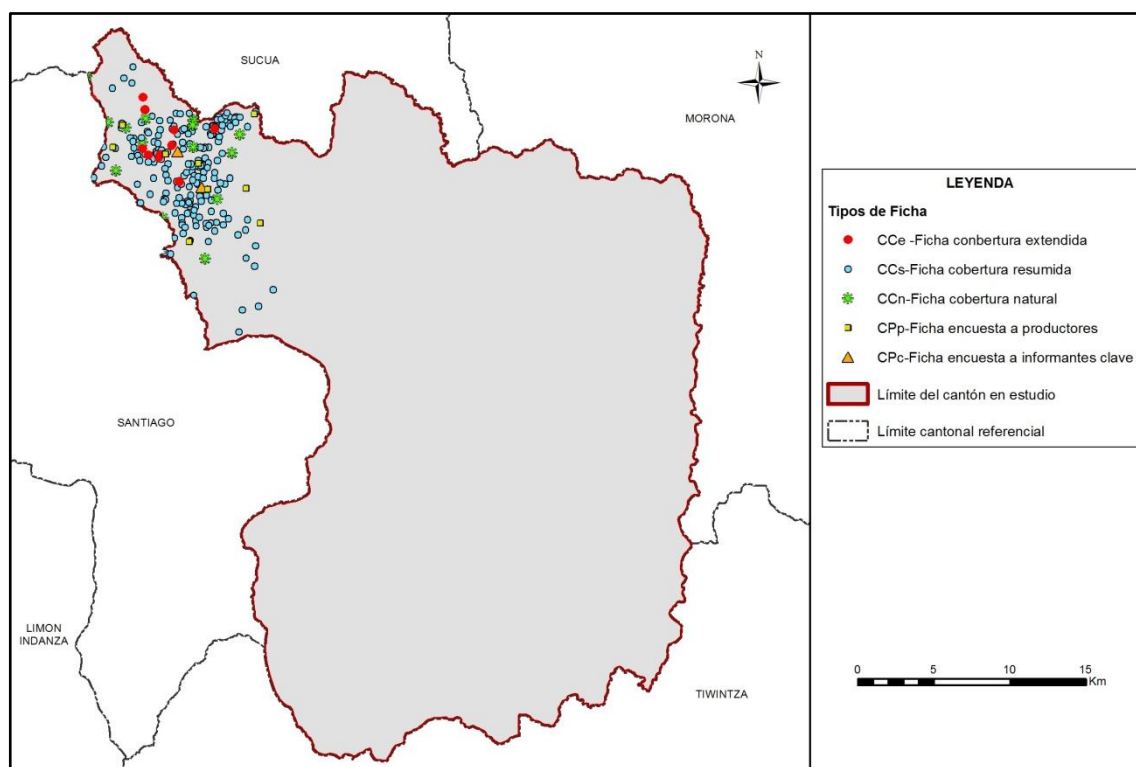 SUCUA
N
MORONA
SANTIAGO
LIMON
INDANZA
TIWINTZA
LEYENDA
Tipos de Ficha
CCe -Ficha conbertura extendida
CCs-Ficha cobertura resumida
CCn-Ficha cobertura natural
CPp-Ficha encuesta a productores
CPc-Ficha encuesta a informantes clave
Límite del cantón en estudio
Límite cantonal referencial
0 5 10 15
Km